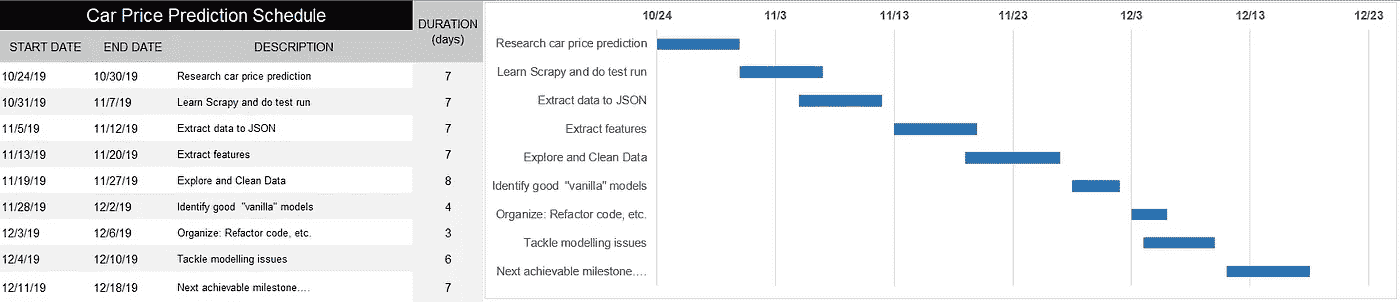 Car Price Prediction Schedule
DURATION
(days)
START DATE END DATE DESCRIPTION
10/24/19 10/30/19 Research car price prediction 7
10/31/19 11/7/19 Learn Scrapy and do test run 7
11/5/19 11/12/19 Extract data to JSON 7
11/13/19 11/20/19 Extract features 7
11/19/19 11/27/19 Explore and Clean Data 8
11/28/19 12/2/19 Identify good "vanilla" models 4
12/3/19 12/6/19 Organize: Refactor code, etc. 3
12/4/19 12/10/19 Tackle modelling issues 6
12/11/19 12/18/19 Next achievable milestone.... 7
10/24 11/3 11/13 11/23 12/3 12/13 12/23
Research car price prediction
Learn Scrapy and do test run
Extract data to JSON
Extract features
Explore and Clean Data
Identify good "vanilla" models
Organize: Refactor code, etc.
Tackle modelling issues
Next achievable milestone....